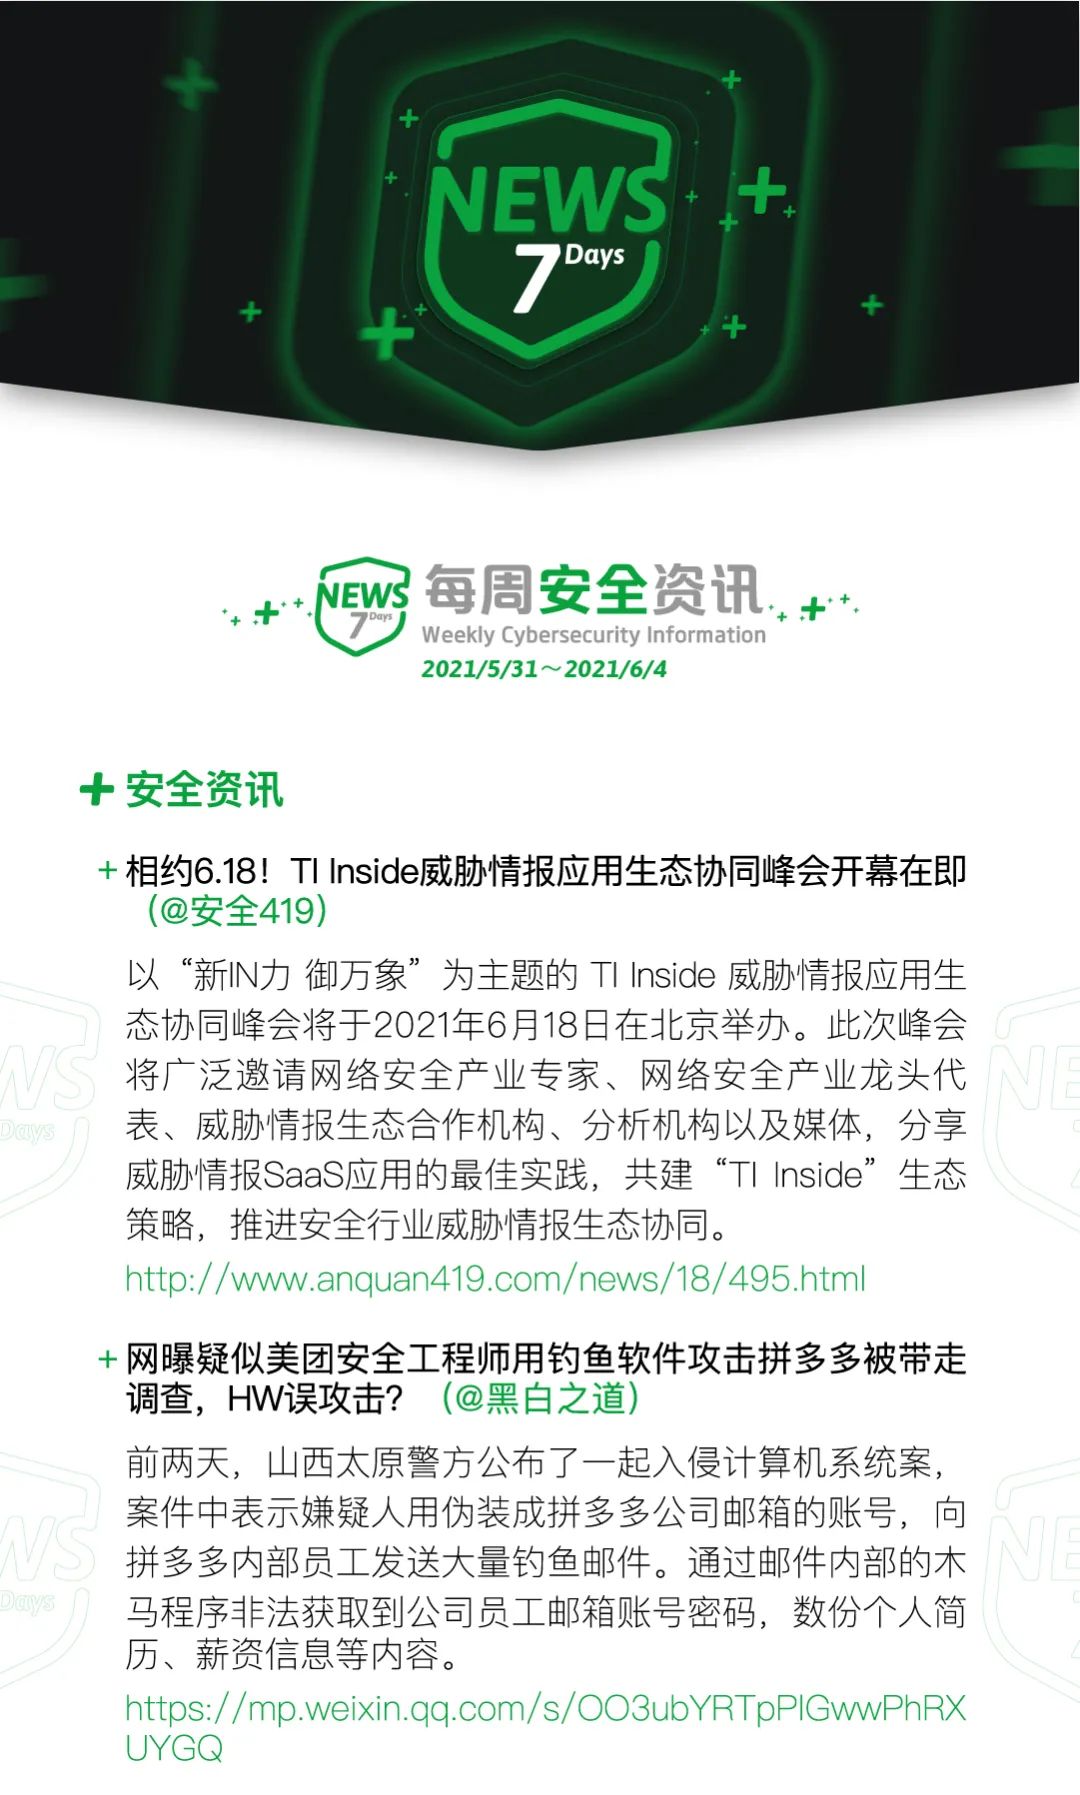 NEWS
7 Days
NEWS
7 Days
每周安全资讯
Weekly Cybersecurity Information
2021/5/31～2021/6/4
安全资讯
+ 相约6.18！TI Inside威胁情报应用生态协同峰会开幕在即
（@安全419）
以“新IN力 御万象”为主题的 TI Inside 威胁情报应用生
态协同峰会将于2021年6月18日在北京举办。此次峰会
将广泛邀请网络安全产业专家、网络安全产业龙头代
表、威胁情报生态合作机构、分析机构以及媒体，分享
威胁情报SaaS应用的最佳实践，共建“TI Inside”生态
策略，推进安全行业威胁情报生态协同。
http://www.anquan419.com/news/18/495.html
+ 网曝疑似美团安全工程师用钓鱼软件攻击拼多多被带走
调查，HW误攻击？（@黑白之道）
前两天，山西太原警方公布了一起入侵计算机系统案，
案件中表示嫌疑人用伪装成拼多多公司邮箱的账号，向
拼多多内部员工发送大量钓鱼邮件。通过邮件内部的木
马程序非法获取到公司员工邮箱账号密码，数份个人简
历、薪资信息等内容。
https://mp.weixin.qq.com/s/OO3ubYRTpPlGwwPhRX
UYGQ